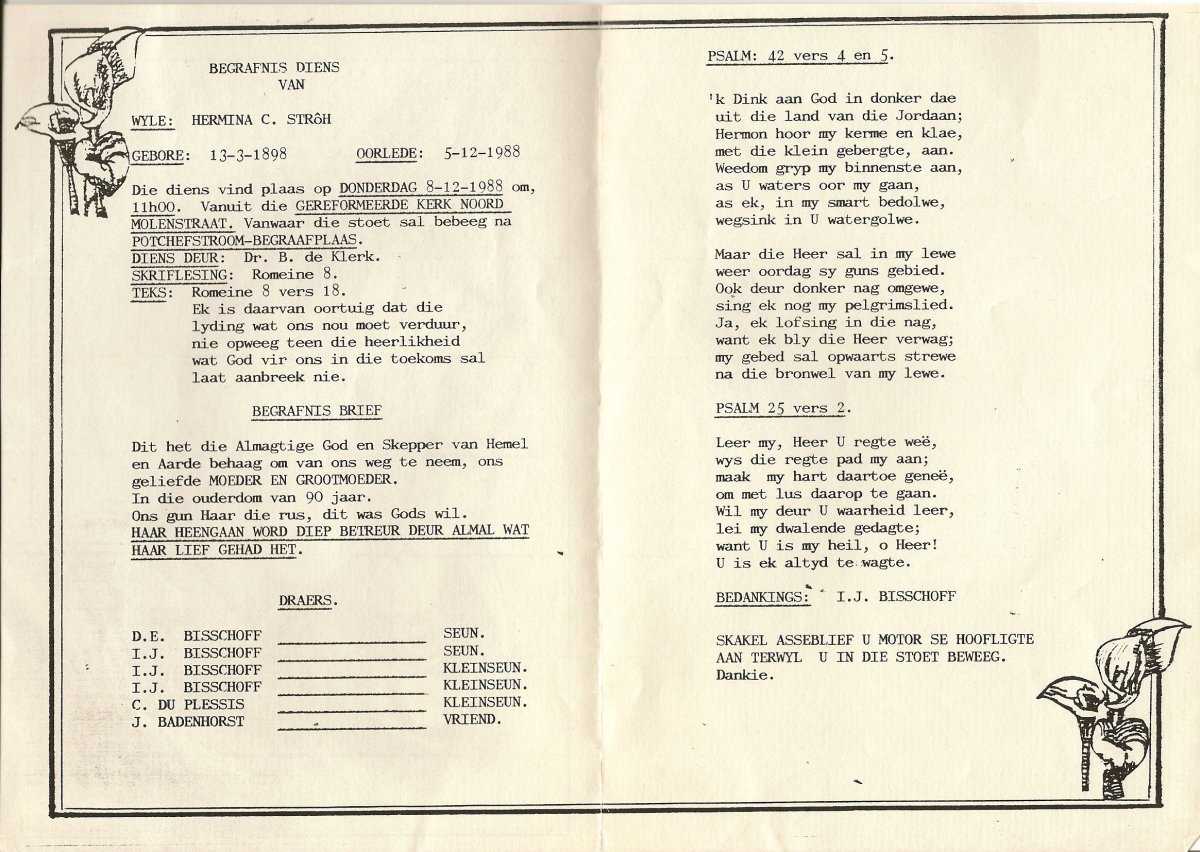 BEGRAFNIS DIENS
VAN
WYLE: HERMINA C. STRôH
GEBORE: 13-3-1898 OORLEDE: 5-12-1988
Die diens vind plaas op DONDERDAG 8-12-1988 om,
11h00. Vanuit die GEREFORMEERDE KERK NOORD
MOLENSTRAAT. Vanwaar die stoet sal bebeeg na
POTCHEFSTROOM-BEGRAAFPLAAS.
DIENS DEUR: Dr. B. de Klerk.
SKRIFLESING: Romeine 8.
TEKS: Romeine 8 vers 18.
Ek is daarvan oortuig dat die
lyding wat ons nou moet verduur,
nie opweeg teen die heerlikheid
wat God vir ons in die toekoms sal
laat aanbreek nie.
BEGRAFNIS BRIEF
Dit het die Almagtige God en Skepper van Hemel
en Aarde behaag om van ons weg te neem, ons
geliefde MOEDER EN GROOTMOEDER.
In die ouderdom van 90 jaar.
Ons gun Haar die rus, dit was Gods wil.
HAAR HEENGAAN WORD DIEP BETREUR DEUR ALMAL WAT
HAAR LIEF GEHAD HET.
DRAERS.
D.E. BISSCHOFF ____________ SEUN.
I.J. BISSCHOFF ____________ SEUN.
I.J. BISSCHOFF ____________ KLEINSEUN.
I.J. BISSCHOFF ____________ KLEINSEUN.
C. DU PLESSIS ____________ KLEINSEUN.
J. BADENHORST ____________ VRIEND.
PSALM: 42 vers 4 en 5.
'k Dink aan God in donker dae
uit die land van die Jordaan;
Hermon hoor my kerme en klae,
met die klein gebergte, aan.
Weedom gryp my binnenste aan,
as U waters oor my gaan,
as ek, in my smart bedolwe,
wegsink in U watergolwe.
Maar die Heer sal in my lewe
weer oordag sy guns gebied.
Ook deur donker nag omgewe,
sing ek nog my pelgrimslied.
Ja, ek lofsing in die nag,
want ek bly die Heer verwag;
my gebed sal opwaarts strewe
na die bronwel van my lewe.
PSALM 25 vers 2.
Leer my, Heer U regte weë,
wys die regte pad my aan;
maak my hart daartoe geneë,
om met lus daarop te gaan.
Wil my deur U waarheid leer,
lei my dwalende gedagte;
want U is my heil, o Heer!
U is ek altyd te wagte.
BEDANKINGS: I.J. BISSCHOFF
SKAKEL ASSEBLIEF U MOTOR SE HOOFLIGTE
AAN TERWYL U IN DIE STOET BEWEEG.
Dankie.